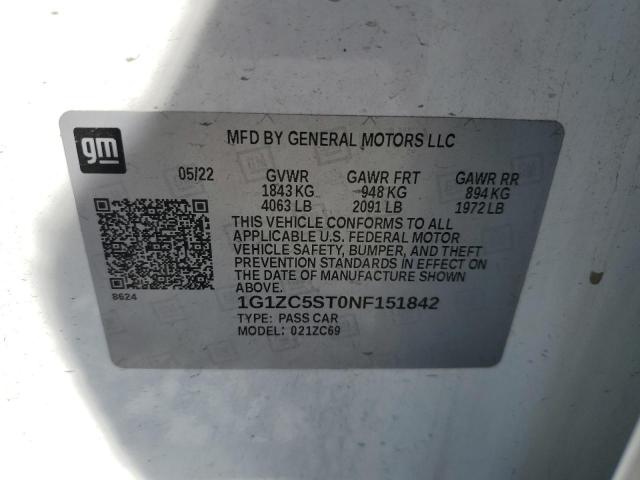 gm
MFD BY GENERAL MOTORS LLC
05/22 GVWR GAWR FRT GAWR RR
1843 KG 948 KG 894 KG
4063 LB 2091 LB 1972 LB
THIS VEHICLE CONFORMS TO ALL
APPLICABLE U.S. FEDERAL MOTOR
VEHICLE SAFETY, BUMPER, AND THEFT
PREVENTION STANDARDS IN EFFECT ON
THE DATE OF MANUFACTURE SHOWN
ABOVE.
8624
1G1ZC5ST0NF151842
TYPE: PASS CAR
MODEL: 021ZC69